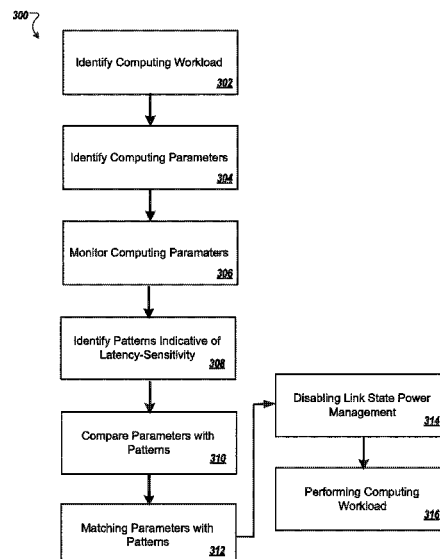 300
Identify Computing Workload
302
Identify Computing Parameters
304
Monitor Computing Paramaters
306
Identify Patterns Indicative of
Latency-Sensitivity
308
Compare Parameters with
Patterns
310
Matching Parameters with
Patterns
312
Disabling Link State Power
Management
314
Performing Computing
Workload
316